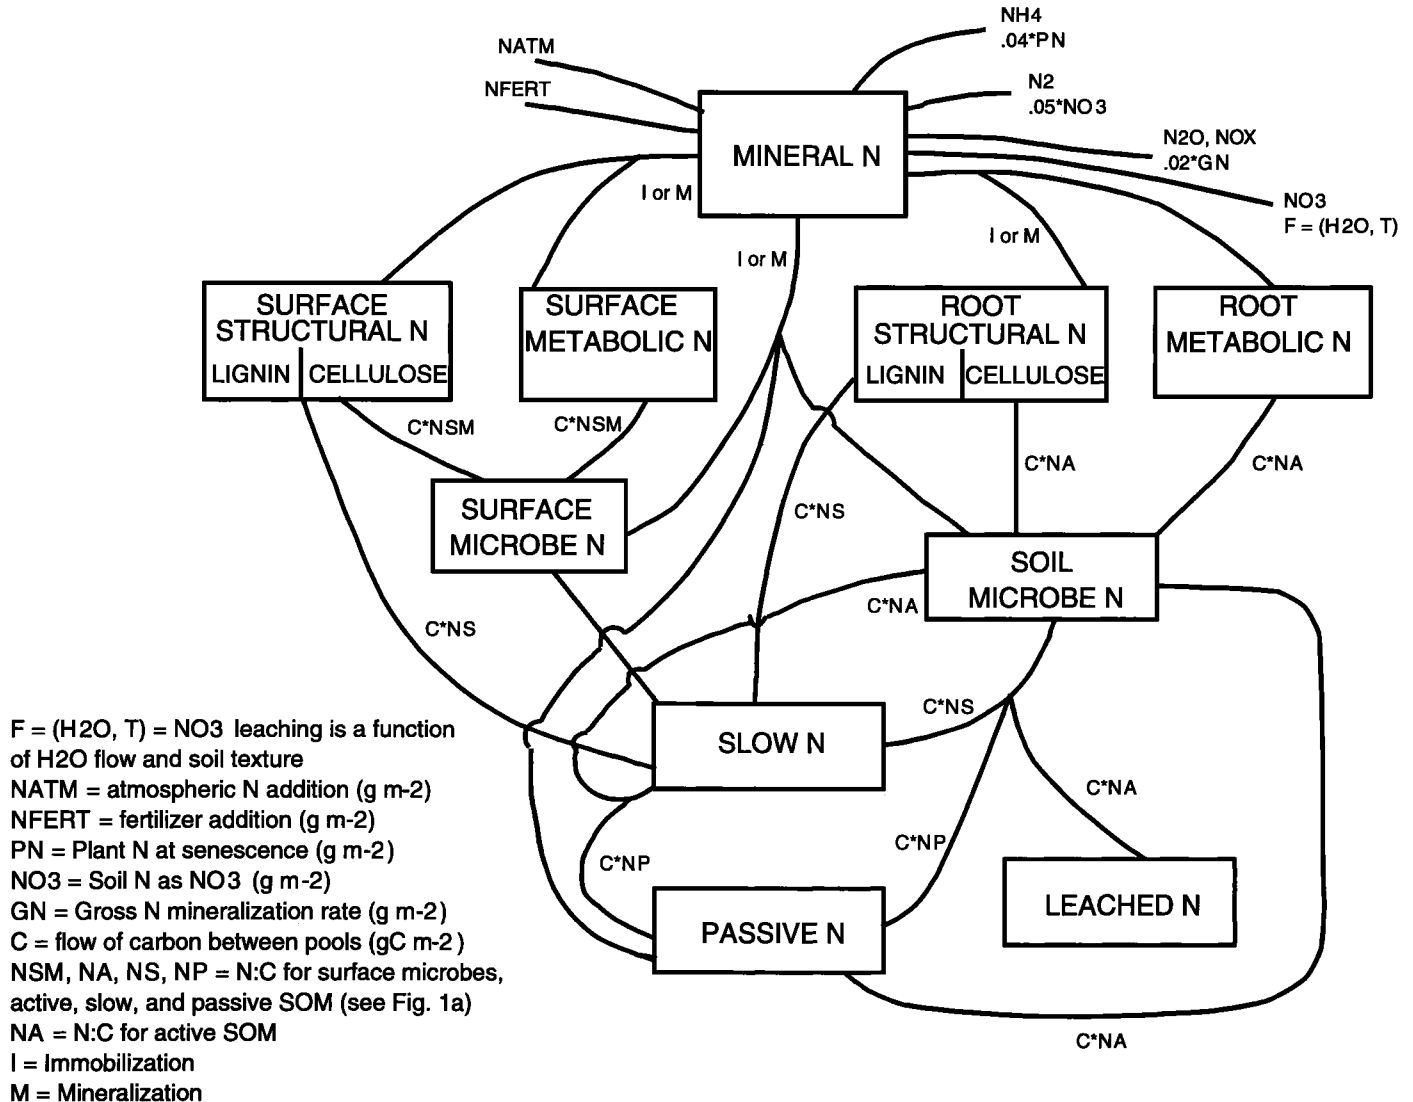 NH4
.04*PN
NATM
N2
.05*NO3
NFERT
N2O, NOX
.02*GN
MINERAL N
NO3
F = (H2O, T)
I or M
I or M
I or M
SURFACE
STRUCTURAL N
LIGNIN
CELLULOSE
SURFACE
METABOLIC N
ROOT
STRUCTURAL N
LIGNIN
CELLULOSE
ROOT
METABOLIC N
C*NSM
C*NSM
C*NA
C*NA
C*NS
SURFACE
MICROBE N
SOIL
MICROBE N
C*NA
C*NS
C*NS
SLOW N
C*NA
C*NP
C*NP
LEACHED N
PASSIVE N
C*NA
F = (H2O, T) = NO3 leaching is a function
of H2O flow and soil texture
NATM = atmospheric N addition (g m-2)
NFERT = fertilizer addition (g m-2)
PN = Plant N at senescence (g m-2)
NO3 = Soil N as NO3 (g m-2)
GN = Gross N mineralization rate (g m-2)
C = flow of carbon between pools (gC m-2)
NSM, NA, NS, NP = N:C for surface microbes,
active, slow, and passive SOM (see Fig. 1a)
NA = N:C for active SOM
I = Immobilization
M = Mineralization